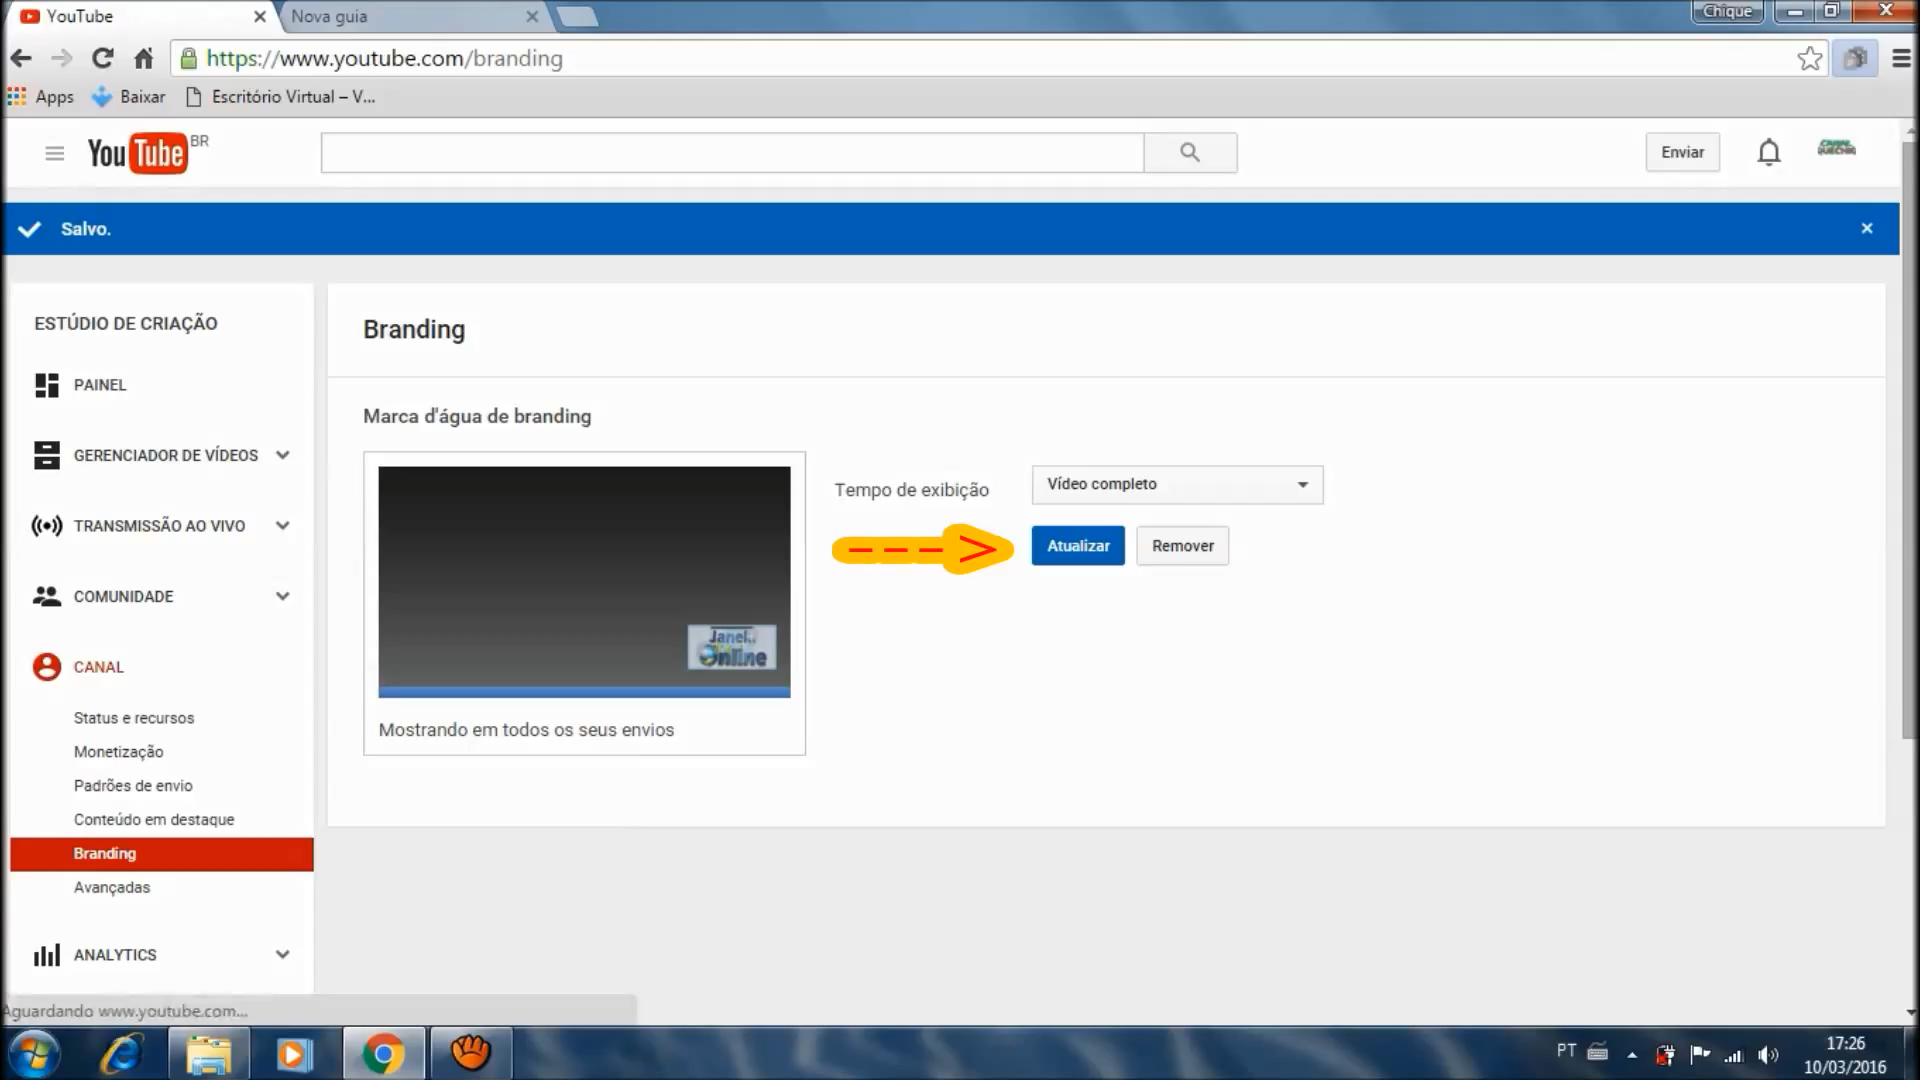 YouTube
Nova guia
Chique
https://www.youtube.com/branding
Apps
Baixar
Escritório Virtual – V...
YouTube BR
Enviar
Salvo.
ESTÚDIO DE CRIAÇÃO
PAINEL
GERENCIADOR DE VÍDEOS
TRANSMISSÃO AO VIVO
COMUNIDADE
CANAL
Status e recursos
Monetização
Padrões de envio
Conteúdo em destaque
Branding
Avançadas
ANALYTICS
Branding
Marca d'água de branding
Tempo de exibição
Vídeo completo
Atualizar
Remover
Online
Mostrando em todos os seus envios
Aguardando www.youtube.com...
PT
17:26
10/03/2016